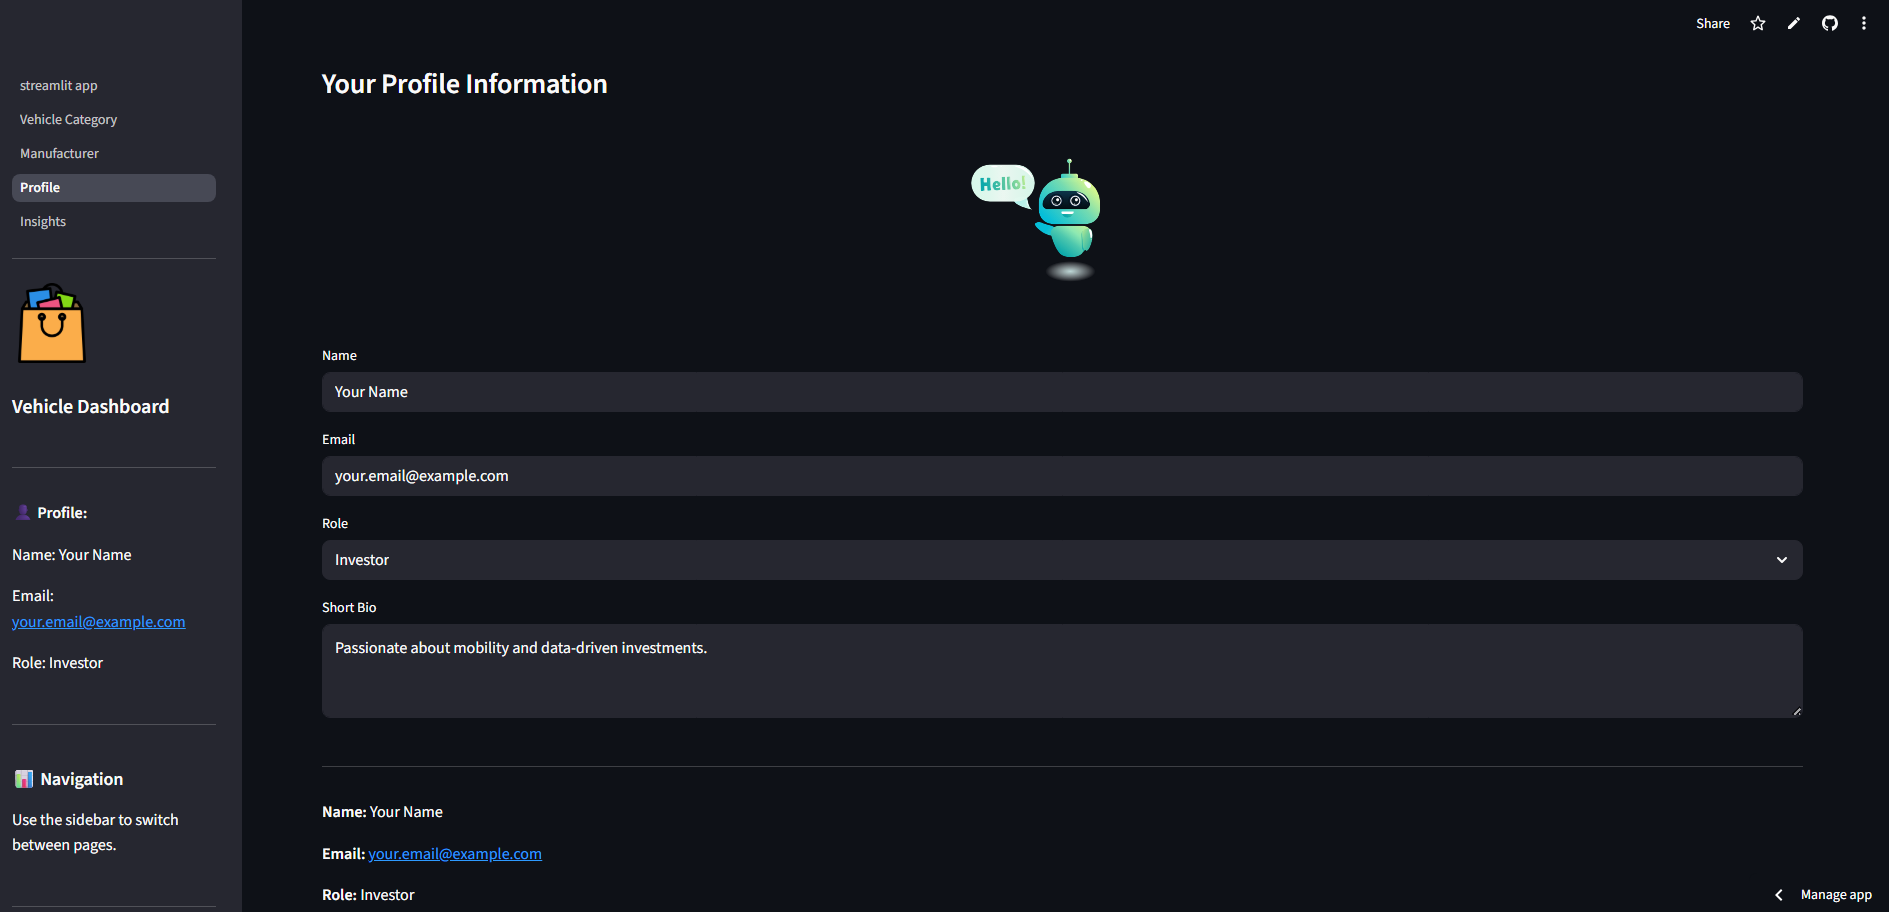 Share
streamlit app
Vehicle Category
Manufacturer
Profile
Insights
Vehicle Dashboard
Profile:
Name: Your Name
Email:
your.email@example.com
Role: Investor
Navigation
Use the sidebar to switch
between pages.
Your Profile Information
Hello!
Name
Your Name
Email
your.email@example.com
Role
Investor
Short Bio
Passionate about mobility and data-driven investments.
Name: Your Name
Email: your.email@example.com
Role: Investor
Manage app